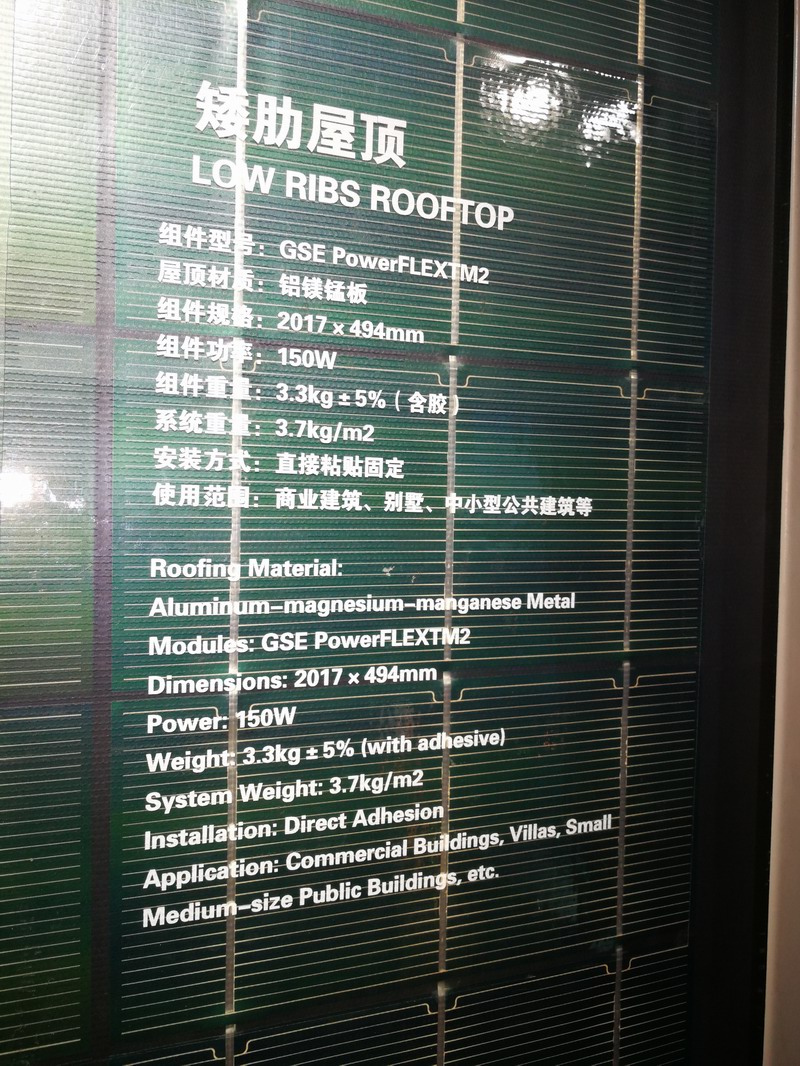 矮肋屋顶
LOW RIBS ROOFTOP
组件型号：GSE PowerFLEXTM2
屋顶材质：铝镁锰板
组件规格：2017 × 494mm
组件功率：150W
组件重量：3.3kg ± 5%（含胶）
系统重量：3.7kg/m2
安装方式：直接粘贴固定
使用范围：商业建筑、别墅、中小型公共建筑等
Roofing Material:
Aluminum–magnesium–manganese Metal
Modules: GSE PowerFLEXTM2
Dimensions: 2017 × 494mm
Power: 150W
Weight: 3.3kg ± 5% (with adhesive)
System Weight: 3.7kg/m2
Installation: Direct Adhesion
Application: Commercial Buildings, Villas, Small
Medium–size Public Buildings, etc.